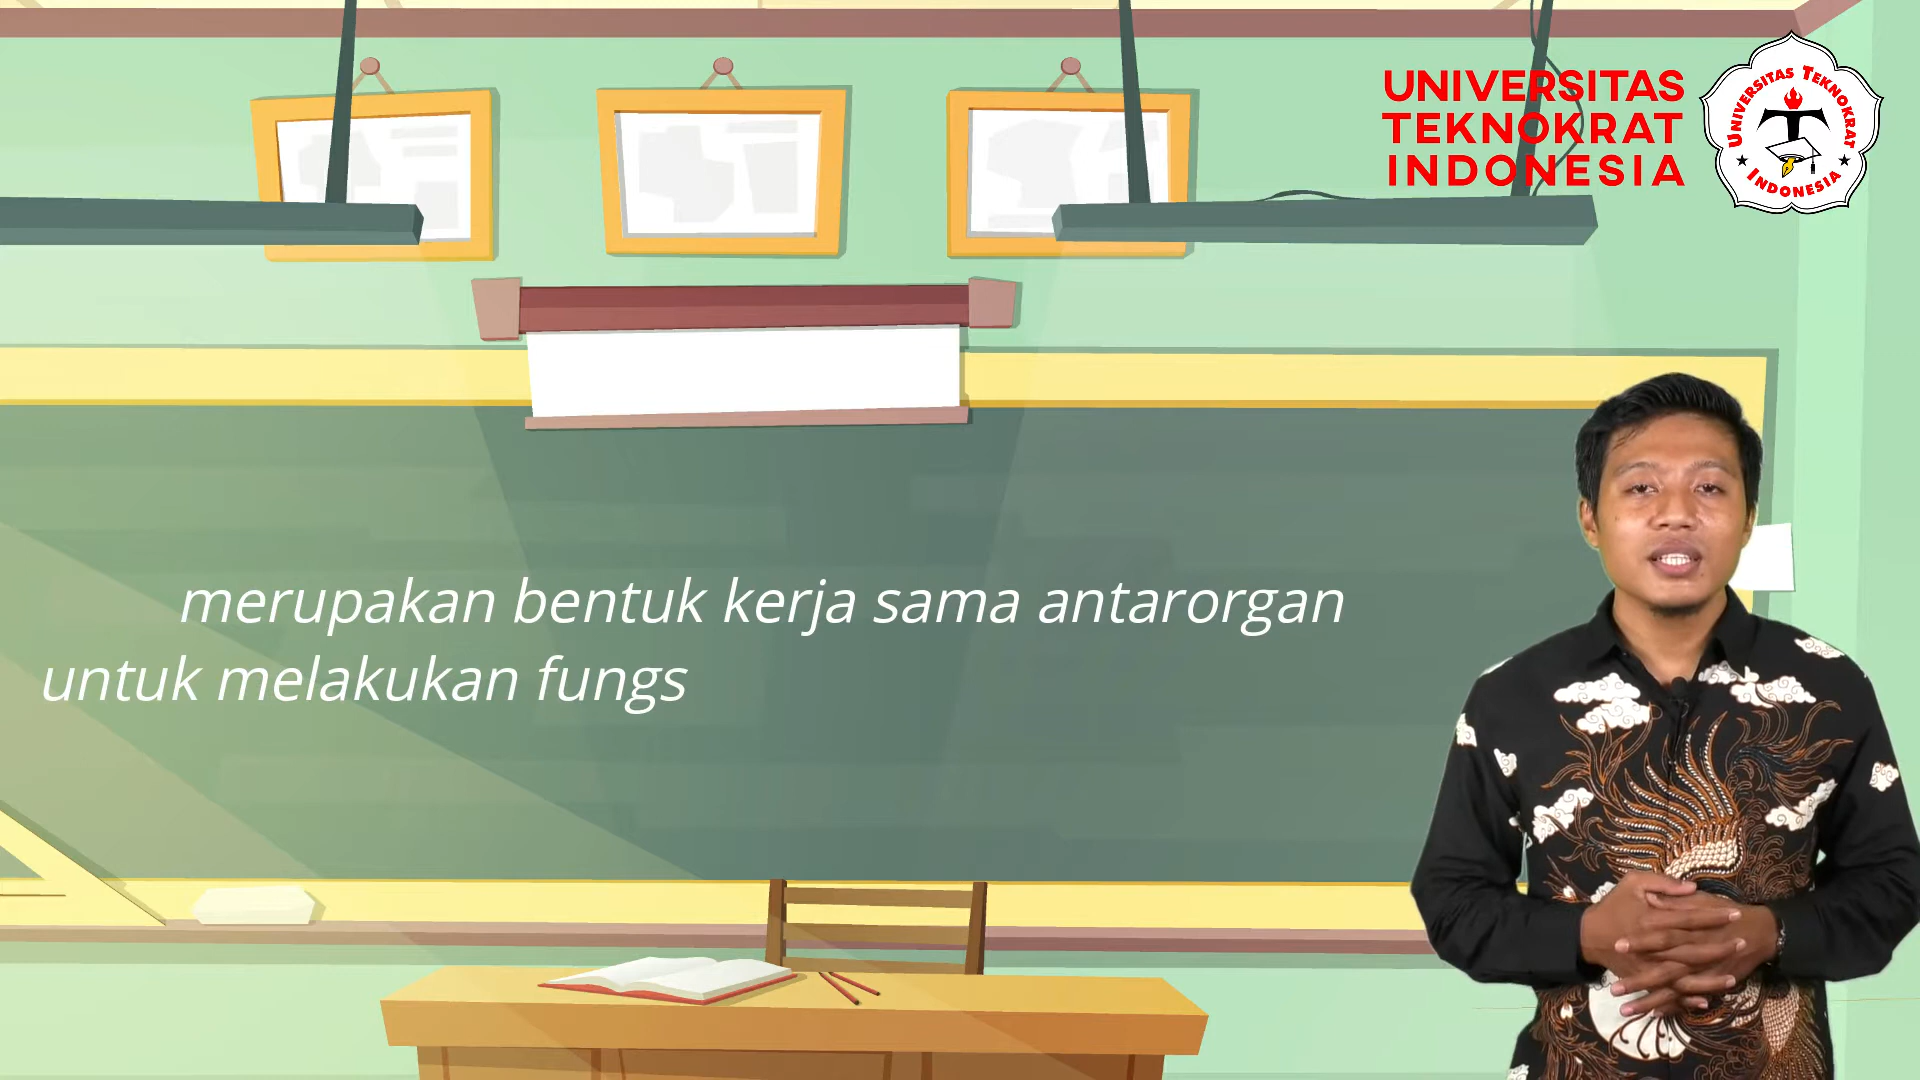 UNIVERSITAS
TEKNOKRAT
INDONESIA
UNIVERSITAS TEKNOKRAT
INDONESIA
merupakan bentuk kerja sama antarorgan
untuk melakukan fungs